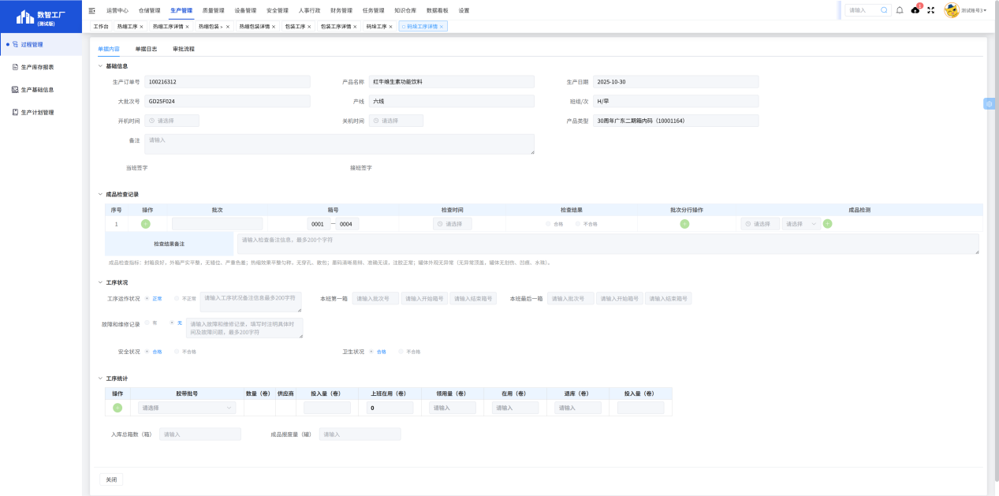 数智工厂
(测试版)
运营中心 仓储管理 生产管理 质量管理 设备管理 安全管理 人事行政 财务管理 任务管理 知识仓库 数据看板 设置
请输入
1
测试账号3
工作台 热缩工序 × 热缩工序详情 × 热缩包装 × 热缩包装详情 × 包装工序 × 包装工序详情 × 码垛工序 × 码垛工序详情 ×
过程管理
生产库存报表
生产基础信息
生产计划管理
单据内容 单据日志 审批流程
基础信息
生产订单号 100216312 产品名称 红牛维生素功能饮料 生产日期 2025-10-30
大批次号 GD25F024 产线 六线 班组/次 H/早
开机时间 请选择 关机时间 请选择 产品类型 30周年广东二期箱内码（10001164）
备注 请输入
当班签字 接班签字
成品检查记录
序号 操作 批次 箱号 检查时间 检查结果 批次分行操作 成品检测
1 0001 — 0004 请选择 合格 不合格 请选择 请选择
检查结果备注 请输入检查备注信息，最多200个字符
成品检查指标：封箱良好，外箱严实平整，无错位、严重色差；热缩效果平整匀称，无穿孔、散包；墨码清晰易辩、准确无误，注胶正常；罐体外观无异常（无异常顶盖，罐体无划伤、凹痕、水珠）。
工序状况
工序运作状况 正常 不正常 请输入工序状况备注信息最多200字符 本班第一箱 请输入批次号 请输入开始箱号 请输入结束箱号 本班最后一箱 请输入批次号 请输入开始箱号 请输入结束箱号
故障和维修记录 有 无 请输入故障和维修记录，填写时注明具体时
间及故障问题，最多200字符
安全状况 合格 不合格 卫生状况 合格 不合格
工序统计
操作 胶带批号 数量（卷） 供应商 投入量（卷） 上班在用（卷） 领用量（卷） 在用（卷） 退库（卷） 投入量（卷）
请选择 0 请输入 请输入 请输入
入库总箱数（箱） 请输入 成品报废量（罐） 请输入
关闭